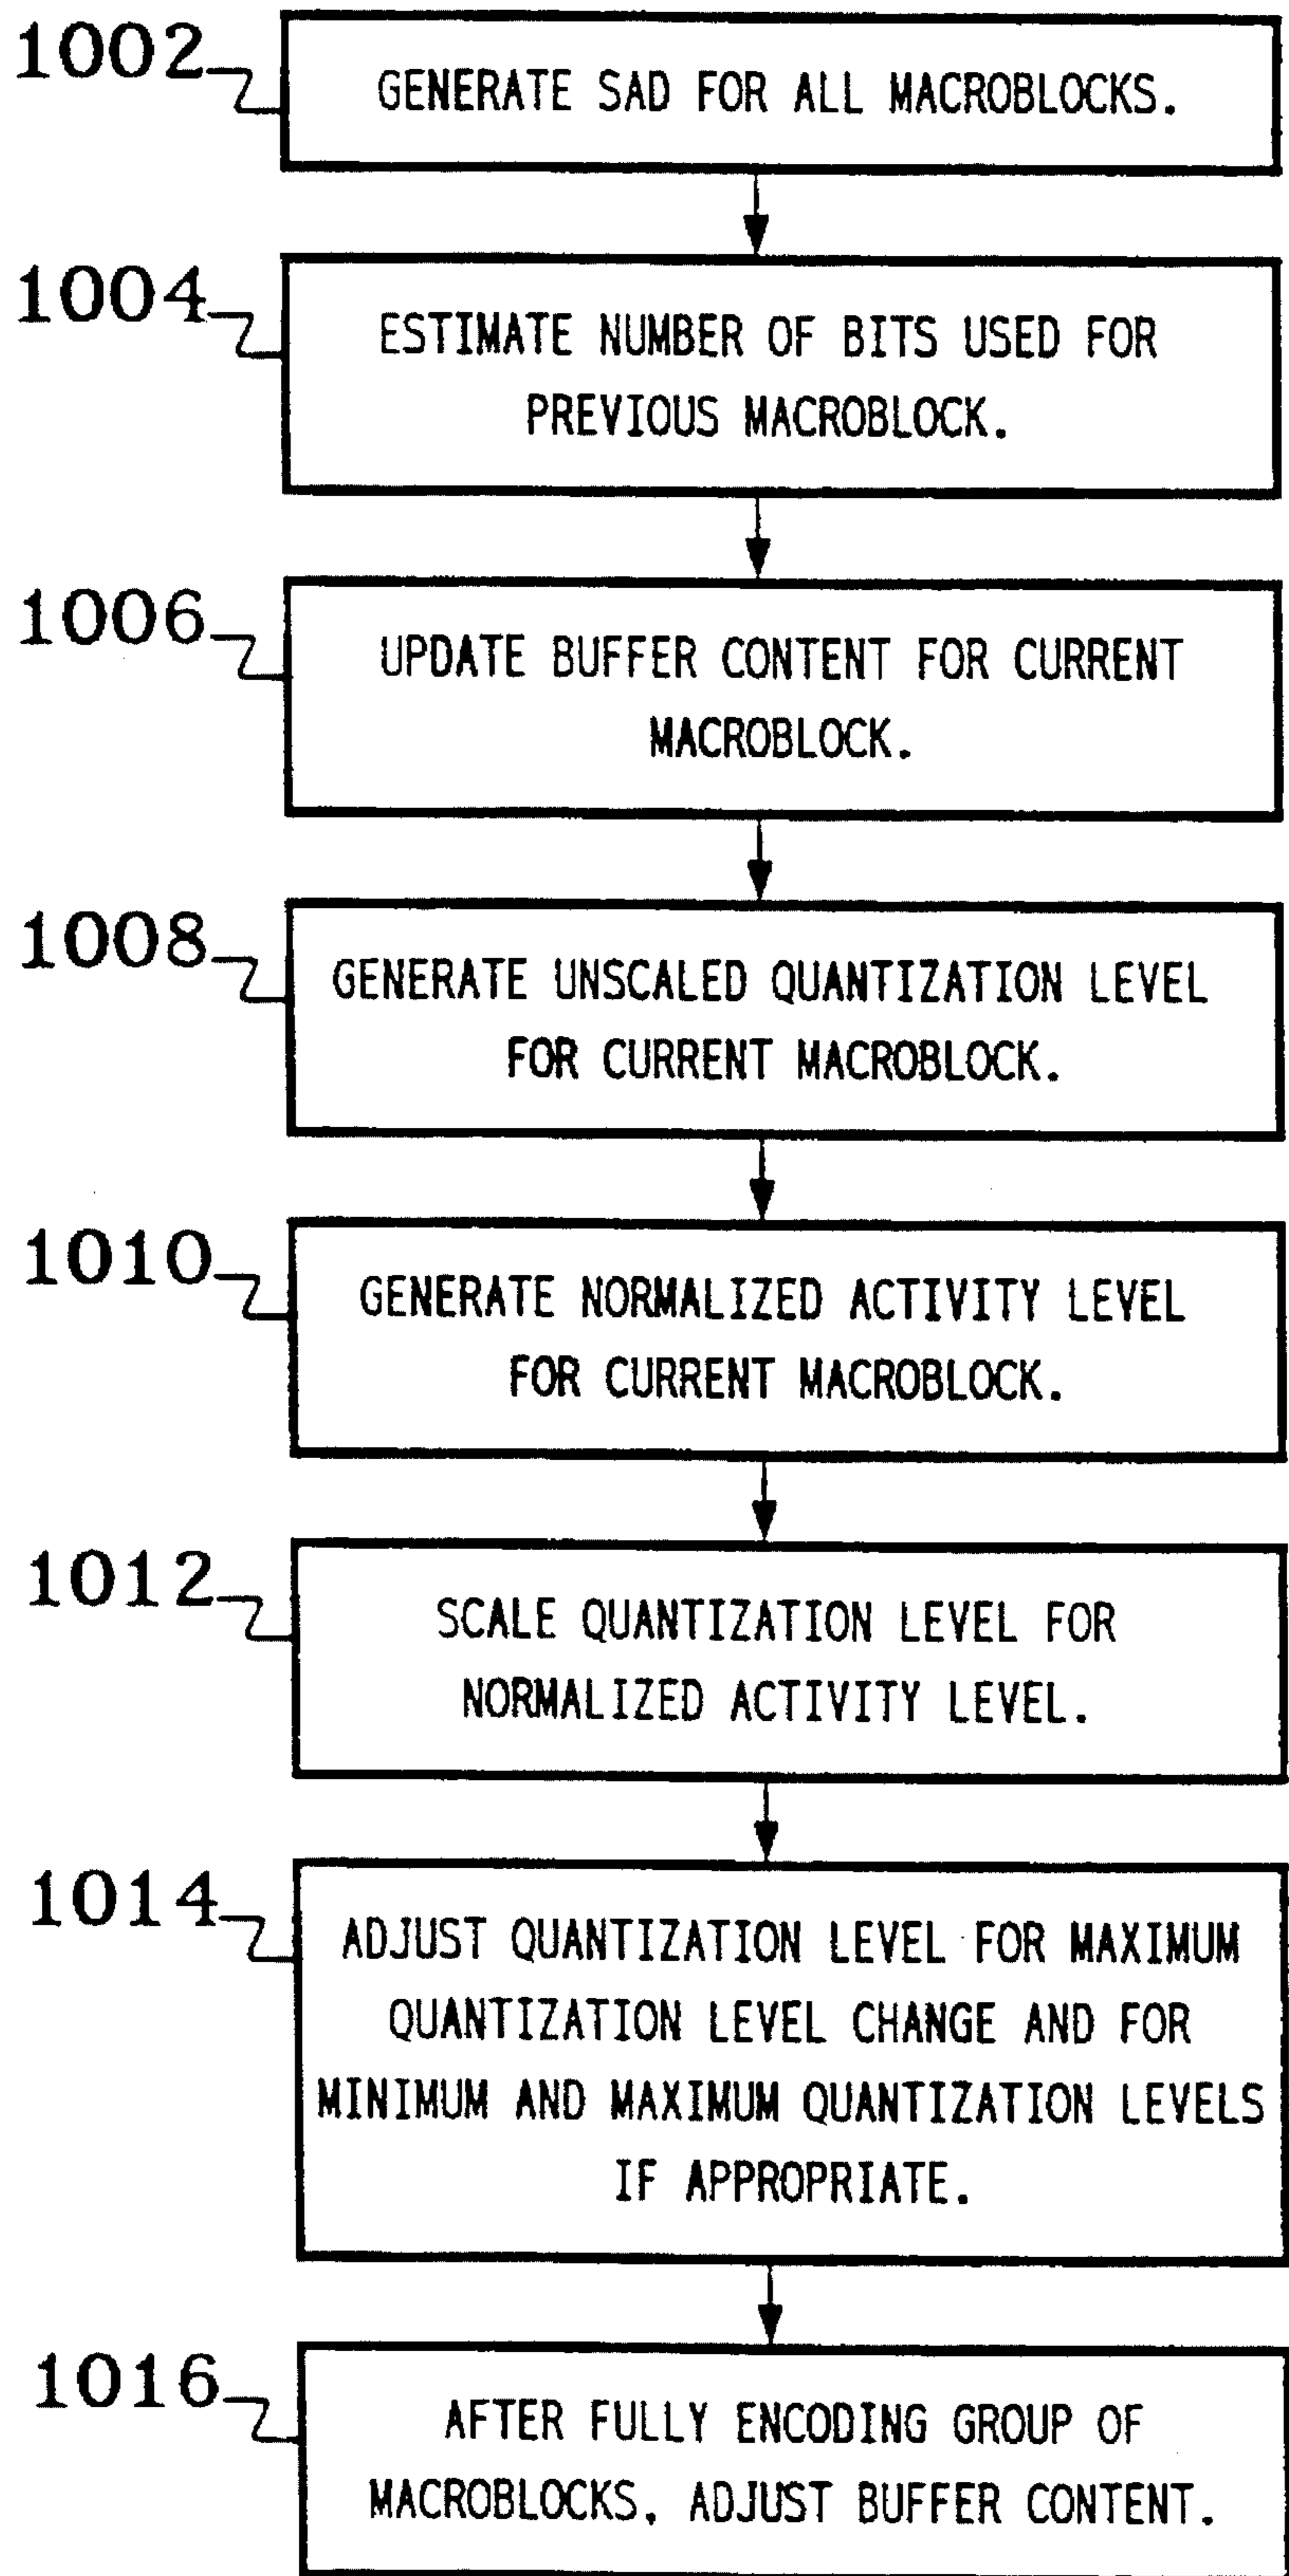 1002
GENERATE SAD FOR ALL MACROBLOCKS.
1004
ESTIMATE NUMBER OF BITS USED FOR
PREVIOUS MACROBLOCK.
1006
UPDATE BUFFER CONTENT FOR CURRENT
MACROBLOCK.
1008
GENERATE UNSCALED QUANTIZATION LEVEL
FOR CURRENT MACROBLOCK.
1010
GENERATE NORMALIZED ACTIVITY LEVEL
FOR CURRENT MACROBLOCK.
1012
SCALE QUANTIZATION LEVEL FOR
NORMALIZED ACTIVITY LEVEL.
1014
ADJUST QUANTIZATION LEVEL FOR MAXIMUM
QUANTIZATION LEVEL CHANGE AND FOR
MINIMUM AND MAXIMUM QUANTIZATION LEVELS
IF APPROPRIATE.
1016
AFTER FULLY ENCODING GROUP OF
MACROBLOCKS, ADJUST BUFFER CONTENT.